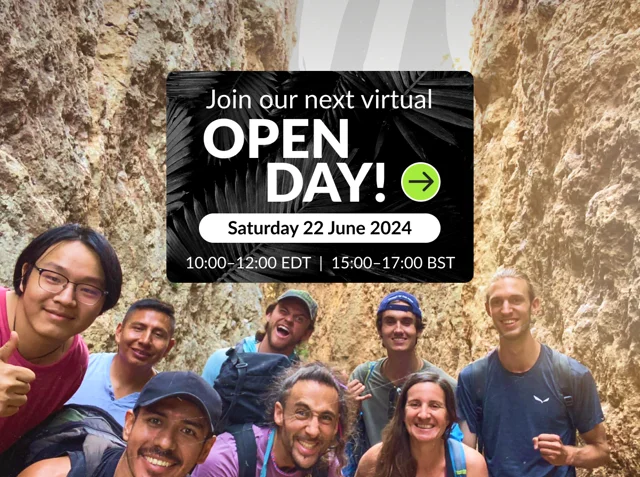 Join our next virtual
OPEN
DAY!
Saturday 22 June 2024
10:00–12:00 EDT | 15:00–17:00 BST